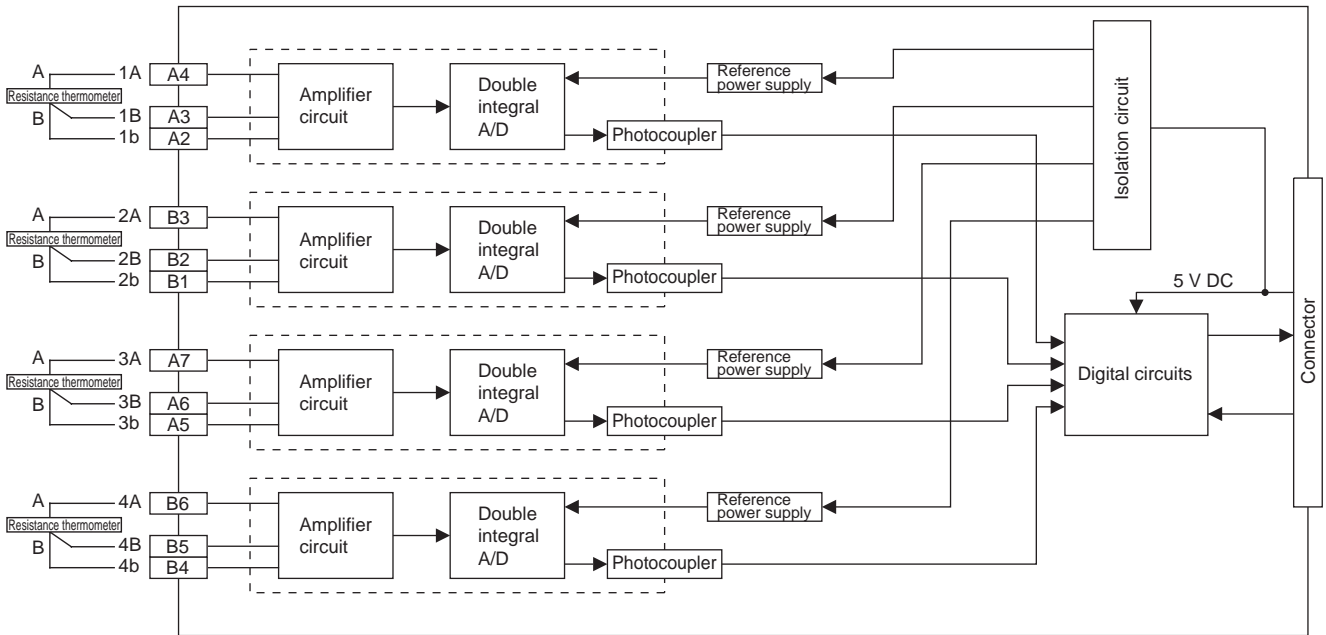 A
1A
A4
Resistance thermometer
B
1B
A3
1b
A2
Amplifier
circuit
Double
integral
A/D
Reference
power supply
Photocoupler
A
2A
B3
Resistance thermometer
B
2B
B2
2b
B1
Amplifier
circuit
Double
integral
A/D
Reference
power supply
Photocoupler
A
3A
A7
Resistance thermometer
B
3B
A6
3b
A5
Amplifier
circuit
Double
integral
A/D
Reference
power supply
Photocoupler
A
4A
B6
Resistance thermometer
B
4B
B5
4b
B4
Amplifier
circuit
Double
integral
A/D
Reference
power supply
Photocoupler
Isolation circuit
5 V DC
Digital circuits
Connector